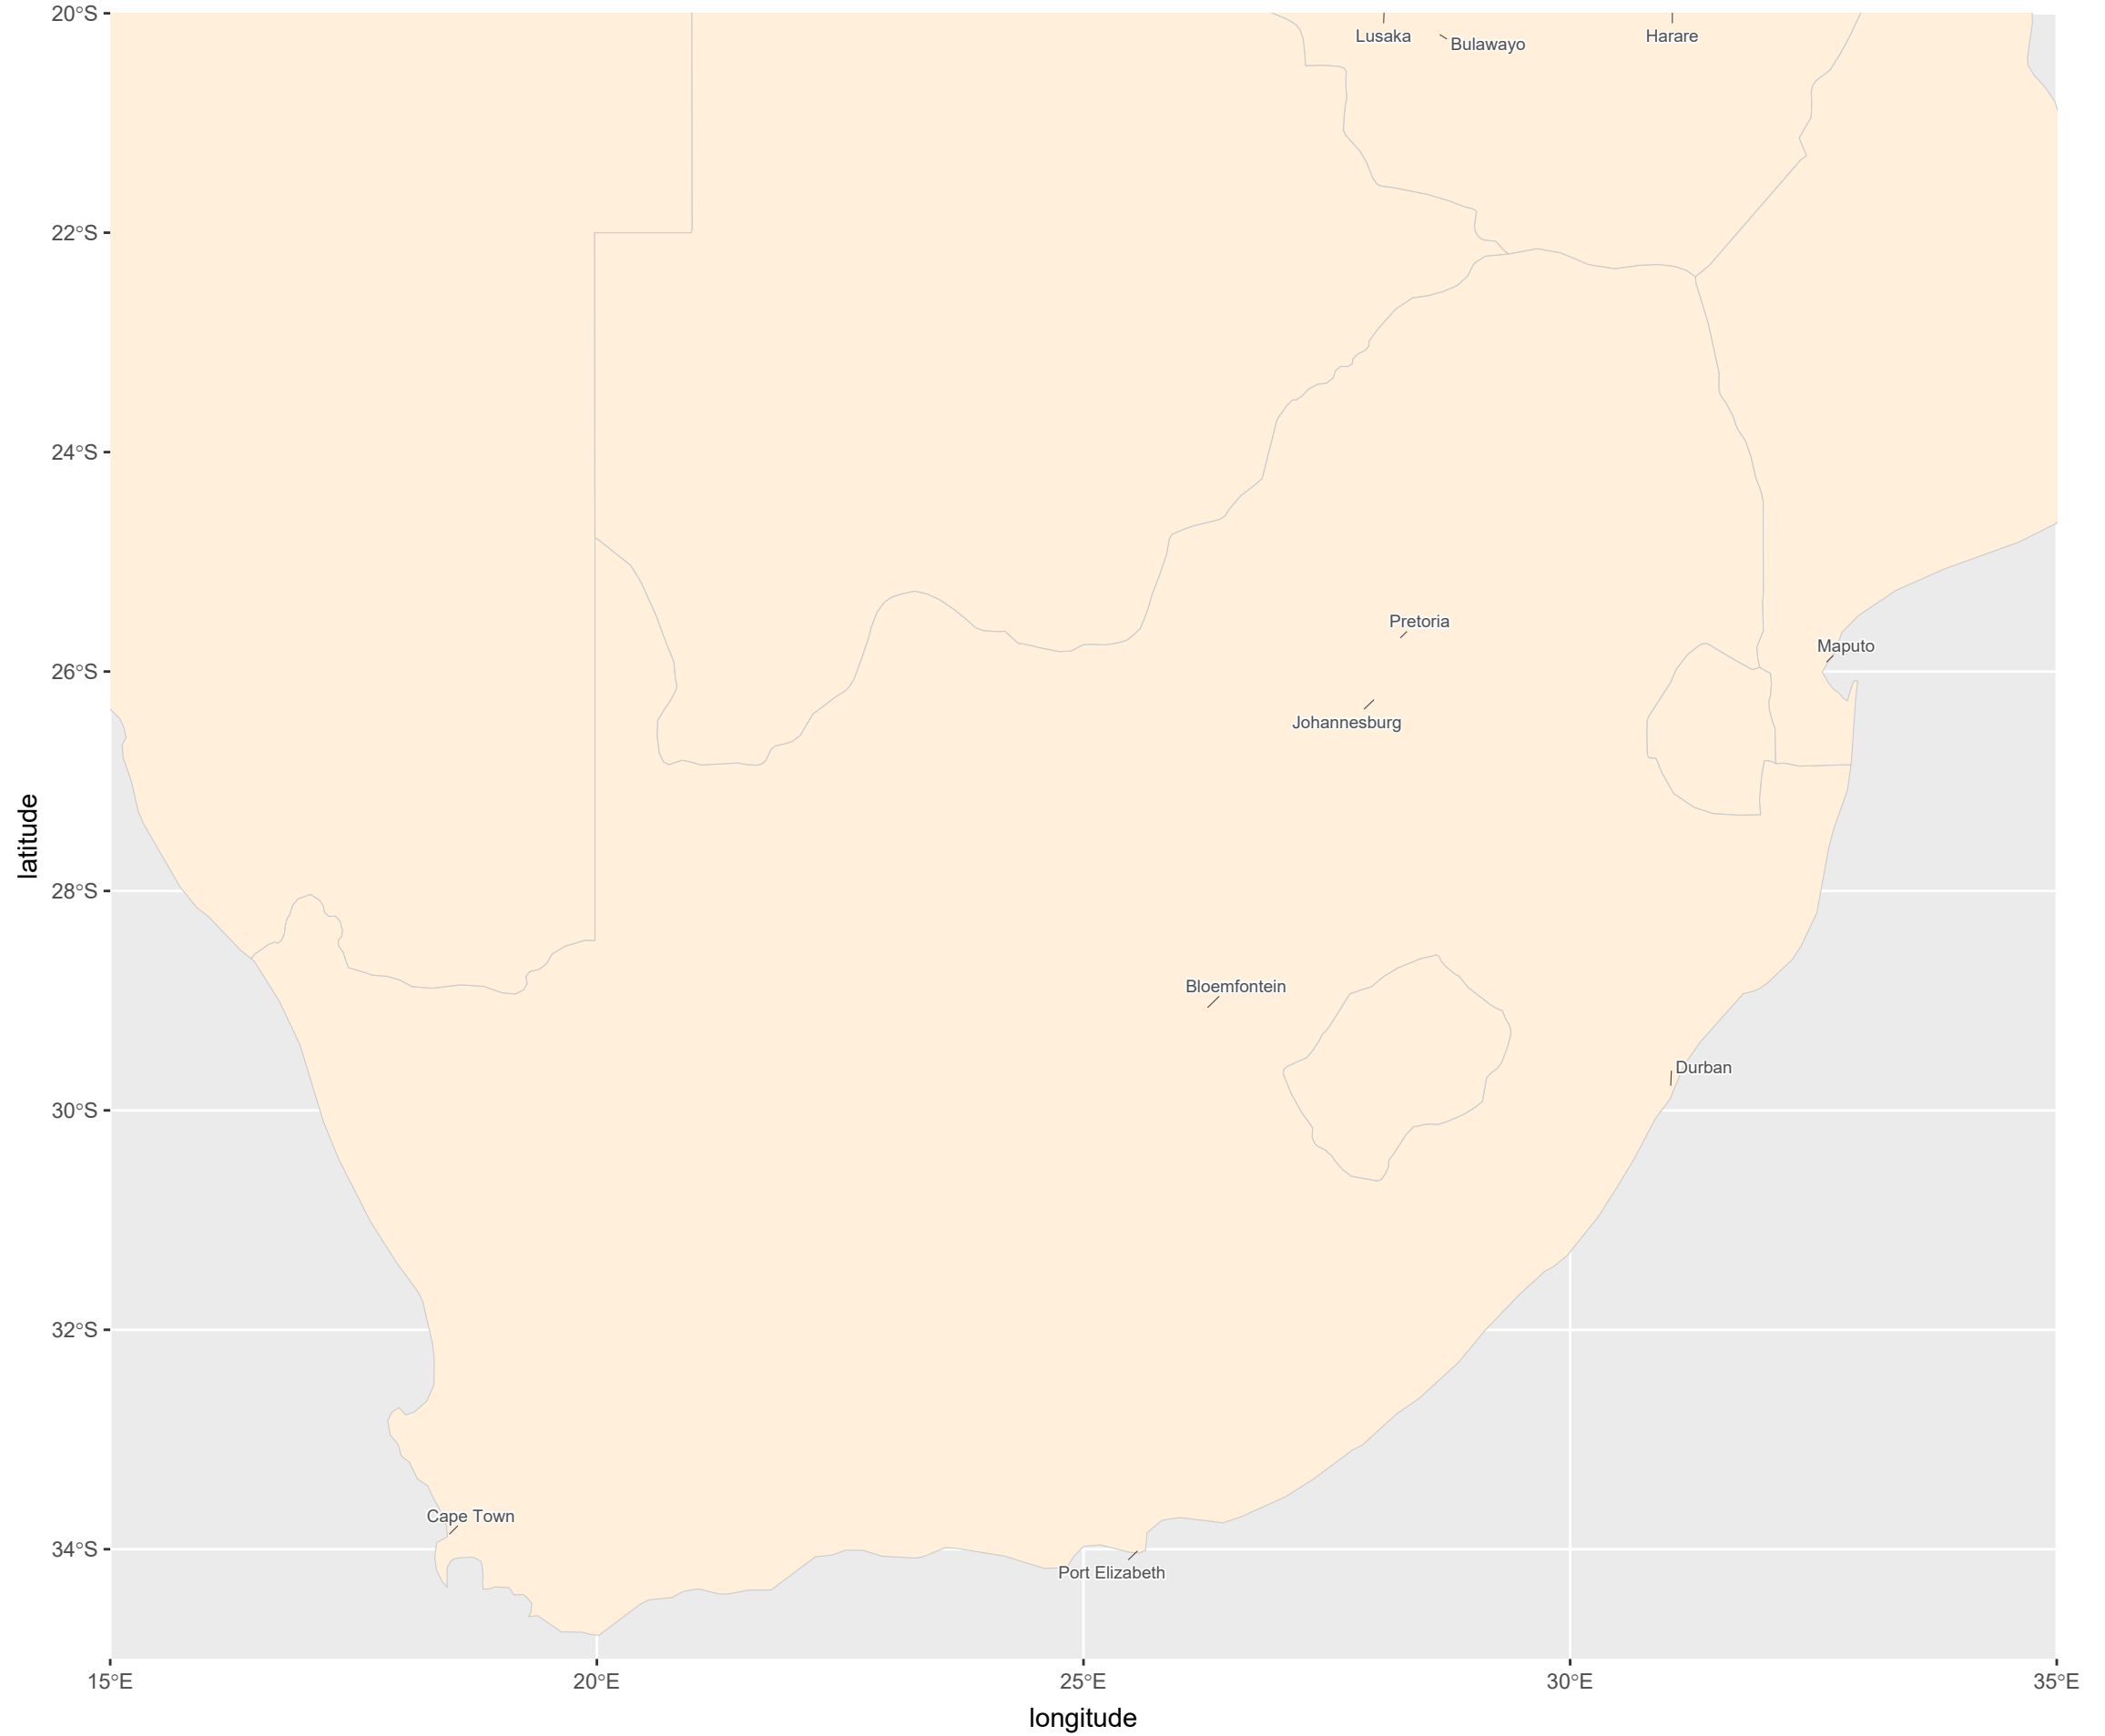 20°S
Lusaka
Bulawayo
Harare
22°S
24°S
Pretoria
Maputo
26°S
Johannesburg
latitude
28°S
Bloemfontein
Durban
30°S
32°S
Cape Town
34°S
Port Elizabeth
15°E
20°E
25°E
30°E
35°E
longitude